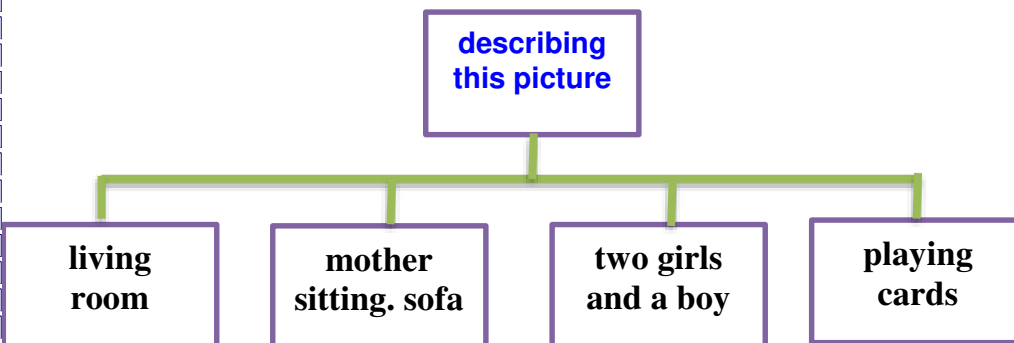 describing
this picture
living
room
mother
sitting. sofa
two girls
and a boy
playing
cards